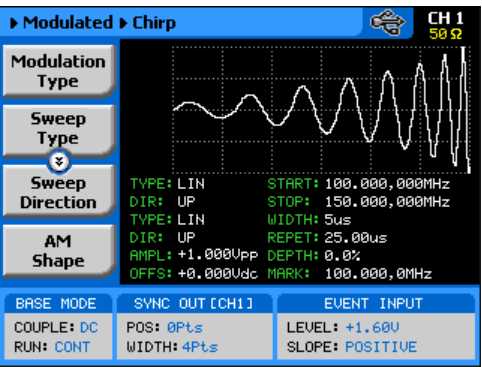 ▸Modulated ▸Chirp
CH 1
50 Ω
Modulation
Type
Sweep
Type
Sweep
Direction
AM
Shape
TYPE: LIN START: 100.000,000MHz
DIR: UP STOP: 150.000,000MHz
TYPE: LIN WIDTH: 5us
DIR: UP REPET: 25.00us
AMPL: +1.000Vpp DEPTH: 0.0%
OFFS: +0.000Vdc MARK: 100.000,0MHz
BASE MODE SYNC OUT[CH1] EVENT INPUT
COUPLE: DC POS: 0Pts LEVEL: +1.60V
RUN: CONT WIDTH: 4Pts SLOPE: POSITIVE